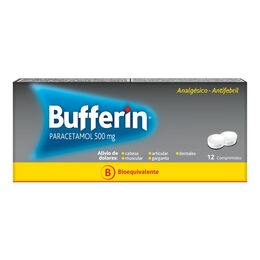 Analgésico - Antifebril
Bufferin
PARACETAMOL 500 mg
Alivio de dolores:
• cabeza • articular • dentales
• muscular • garganta
12 Comprimidos
B Bioequivalente